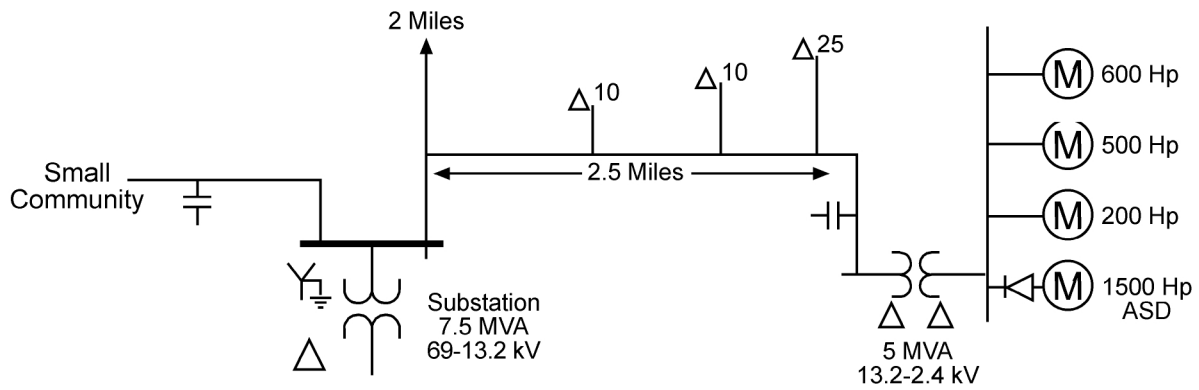 2 Miles
10
10
25
M 600 Hp
M 500 Hp
2.5 Miles
Small
Community
M 200 Hp
M 1500 Hp
ASD
Substation
7.5 MVA
69-13.2 kV
5 MVA
13.2-2.4 kV